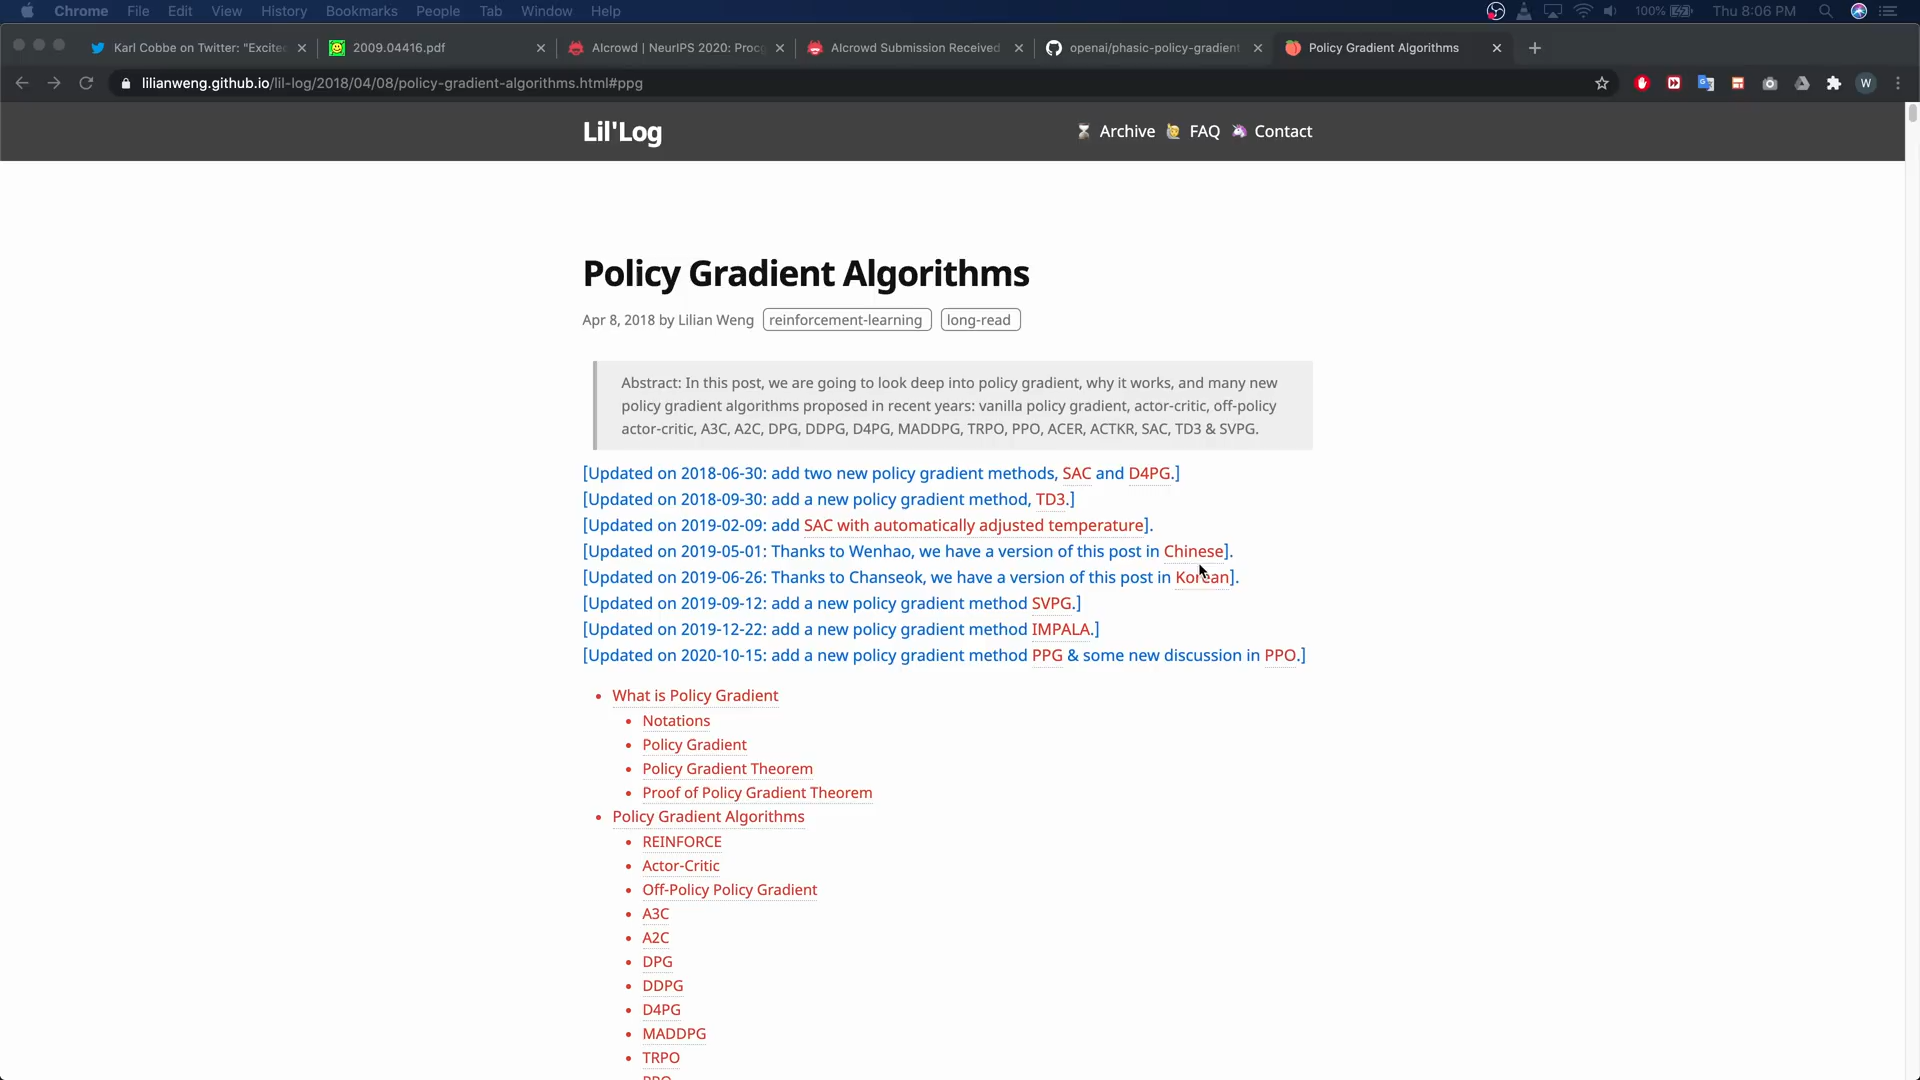 Chrome File Edit View History Bookmarks People Tab Window Help 100% Thu 8:06 PM
Karl Cobbe on Twitter: "Excite 2009.04416.pdf AIcrowd | NeurIPS 2020: Procg AIcrowd Submission Received openai/phasic-policy-gradient Policy Gradient Algorithms
lilianweng.github.io/lil-log/2018/04/08/policy-gradient-algorithms.html#ppg W
Lil'Log Archive FAQ Contact
Policy Gradient Algorithms
Apr 8, 2018 by Lilian Weng reinforcement-learning long-read
Abstract: In this post, we are going to look deep into policy gradient, why it works, and many new
policy gradient algorithms proposed in recent years: vanilla policy gradient, actor-critic, off-policy
actor-critic, A3C, A2C, DPG, DDPG, D4PG, MADDPG, TRPO, PPO, ACER, ACTKR, SAC, TD3 & SVPG.
[Updated on 2018-06-30: add two new policy gradient methods, SAC and D4PG.]
[Updated on 2018-09-30: add a new policy gradient method, TD3.]
[Updated on 2019-02-09: add SAC with automatically adjusted temperature].
[Updated on 2019-05-01: Thanks to Wenhao, we have a version of this post in Chinese].
[Updated on 2019-06-26: Thanks to Chanseok, we have a version of this post in Korean].
[Updated on 2019-09-12: add a new policy gradient method SVPG.]
[Updated on 2019-12-22: add a new policy gradient method IMPALA.]
[Updated on 2020-10-15: add a new policy gradient method PPG & some new discussion in PPO.]
• What is Policy Gradient
• Notations
• Policy Gradient
• Policy Gradient Theorem
• Proof of Policy Gradient Theorem
• Policy Gradient Algorithms
• REINFORCE
• Actor-Critic
• Off-Policy Policy Gradient
• A3C
• A2C
• DPG
• DDPG
• D4PG
• MADDPG
• TRPO
PPO